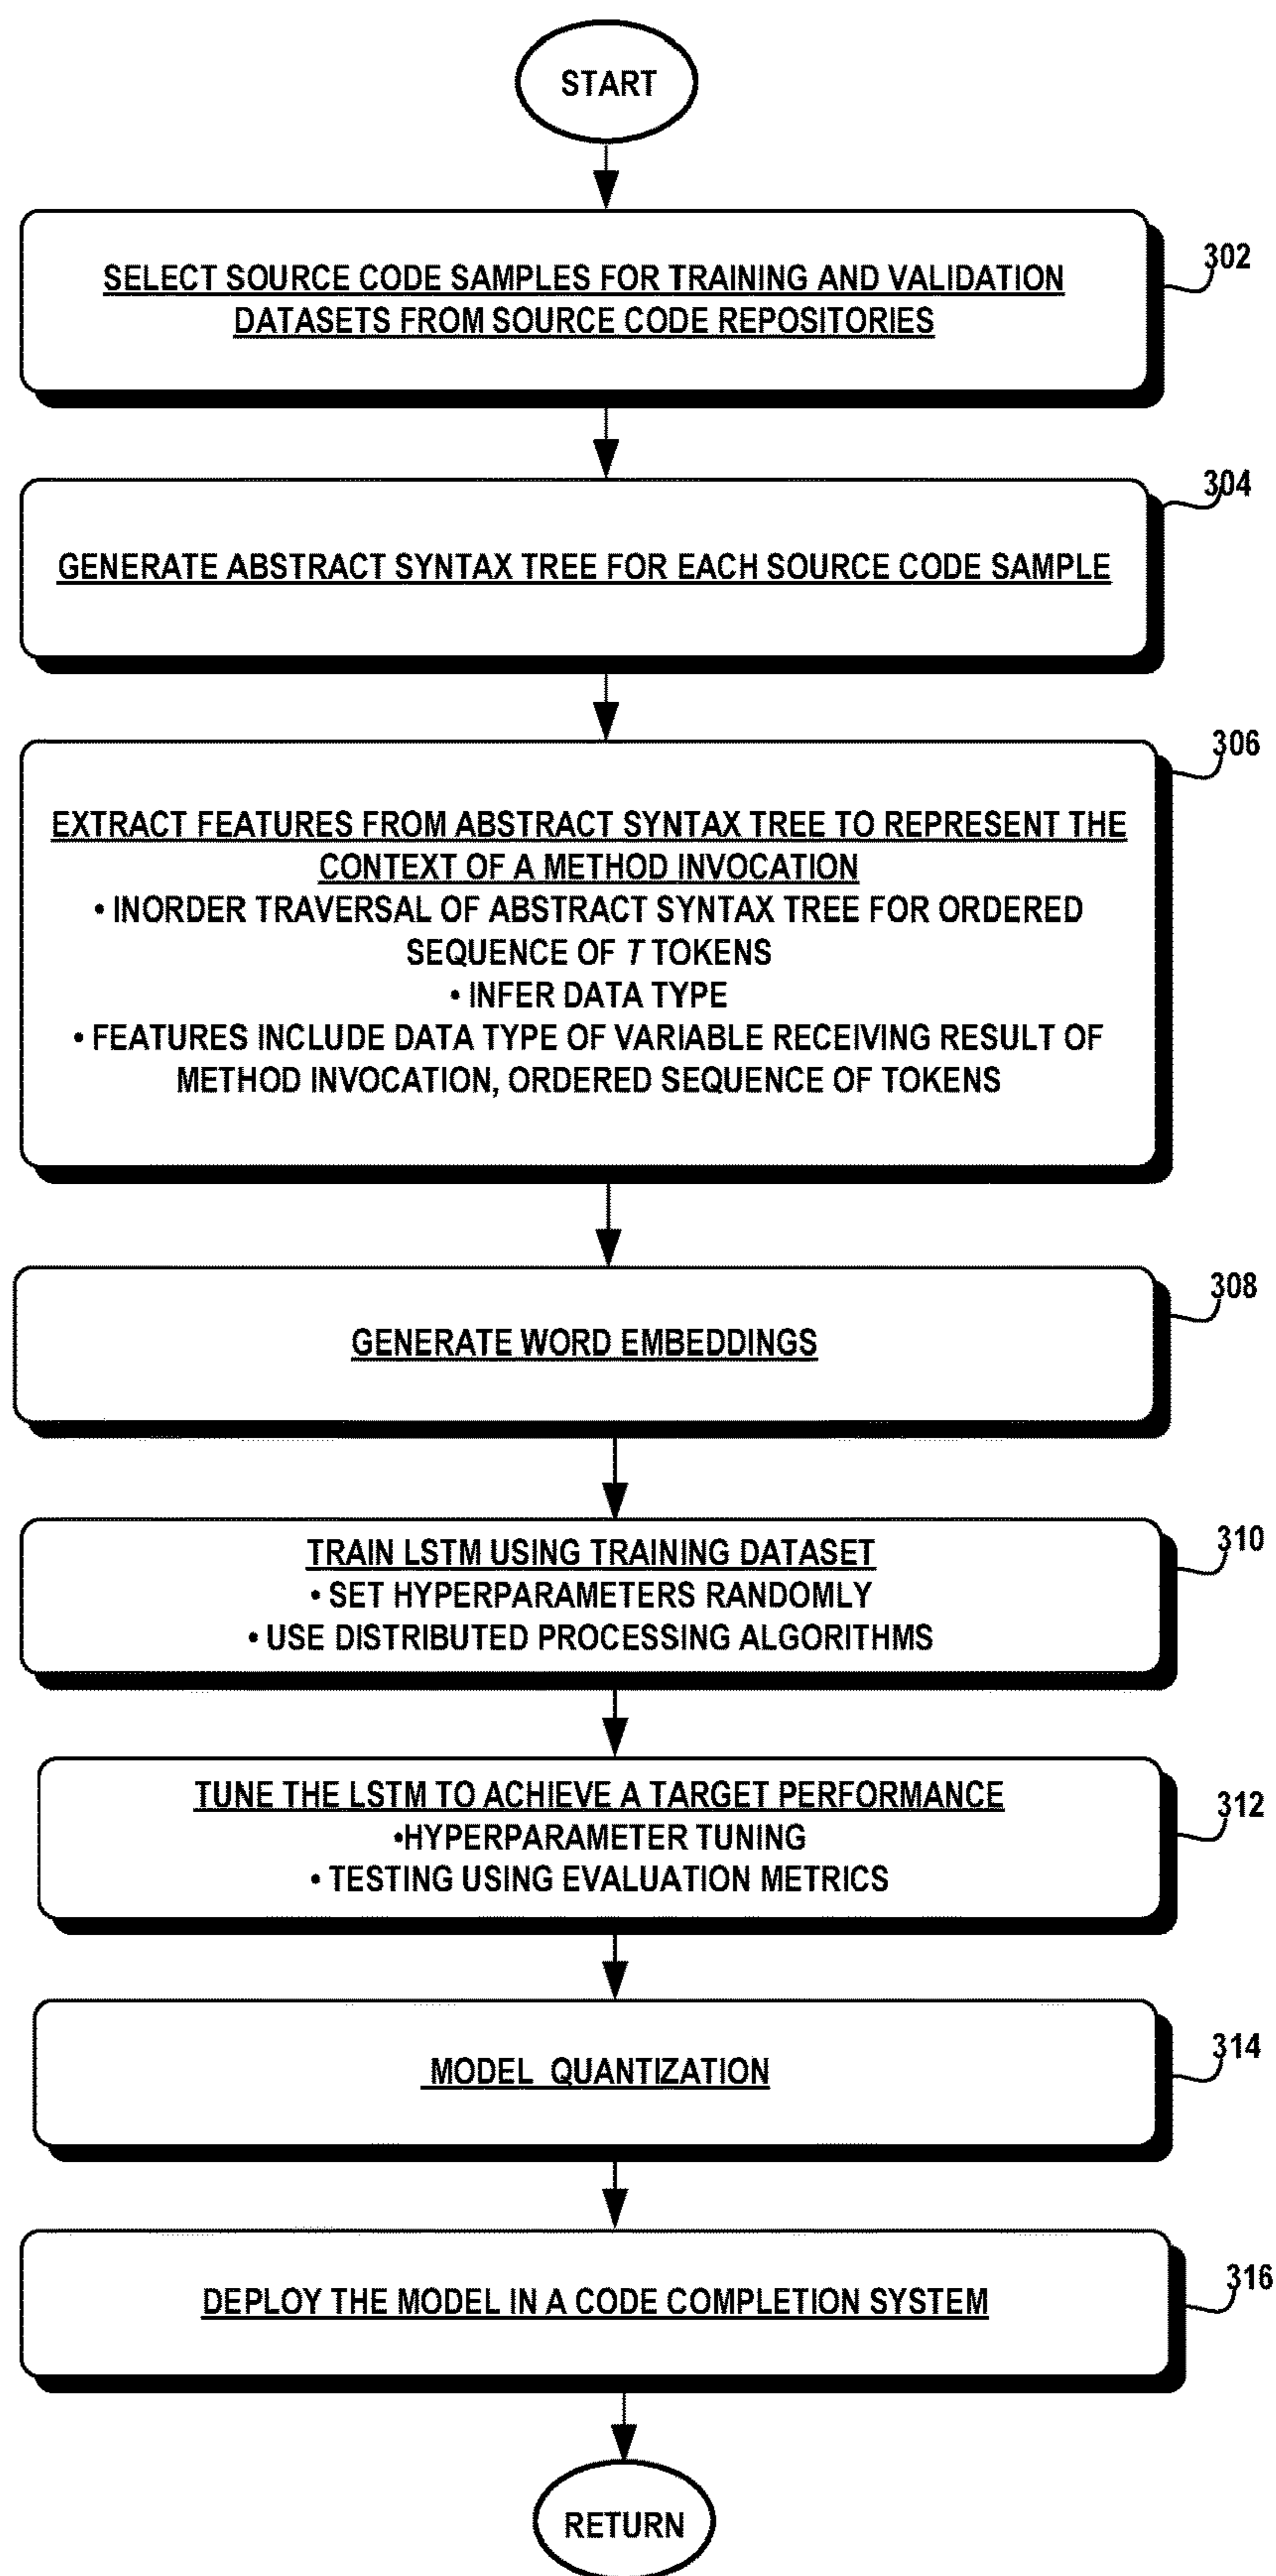 START
302
SELECT SOURCE CODE SAMPLES FOR TRAINING AND VALIDATION
DATASETS FROM SOURCE CODE REPOSITORIES
304
GENERATE ABSTRACT SYNTAX TREE FOR EACH SOURCE CODE SAMPLE
306
EXTRACT FEATURES FROM ABSTRACT SYNTAX TREE TO REPRESENT THE
CONTEXT OF A METHOD INVOCATION
• INORDER TRAVERSAL OF ABSTRACT SYNTAX TREE FOR ORDERED
SEQUENCE OF T TOKENS
• INFER DATA TYPE
• FEATURES INCLUDE DATA TYPE OF VARIABLE RECEIVING RESULT OF
METHOD INVOCATION, ORDERED SEQUENCE OF TOKENS
308
GENERATE WORD EMBEDDINGS
310
TRAIN LSTM USING TRAINING DATASET
• SET HYPERPARAMETERS RANDOMLY
• USE DISTRIBUTED PROCESSING ALGORITHMS
312
TUNE THE LSTM TO ACHIEVE A TARGET PERFORMANCE
•HYPERPARAMETER TUNING
• TESTING USING EVALUATION METRICS
314
MODEL QUANTIZATION
316
DEPLOY THE MODEL IN A CODE COMPLETION SYSTEM
RETURN